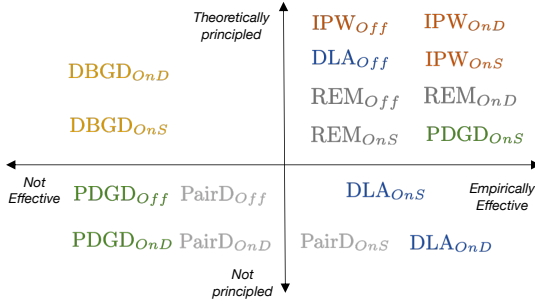 Theoretically
principled
IPW_Off IPW_OnD
DLA_Off IPW_OnS
DBGD_OnD
REM_Off REM_OnD
DBGD_OnS
REM_OnS PDGD_OnS
Not
Effective
PDGD_Off PairD_Off
DLA_OnS
Empirically
Effective
PDGD_OnD PairD_OnD PairD_OnS DLA_OnD
Not
principled